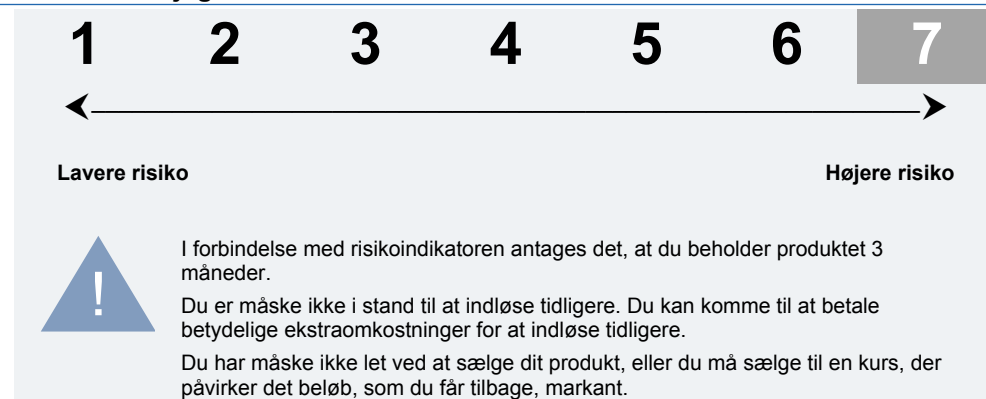 1 2 3 4 5 6 7
Lavere risiko Højere risiko
!
I forbindelse med risikoindikatoren antages det, at du beholder produktet 3
måneder.
Du er måske ikke i stand til at indløse tidligere. Du kan komme til at betale
betydelige ekstraomkostninger for at indløse tidligere.
Du har måske ikke let ved at sælge dit produkt, eller du må sælge til en kurs, der
påvirker det beløb, som du får tilbage, markant.